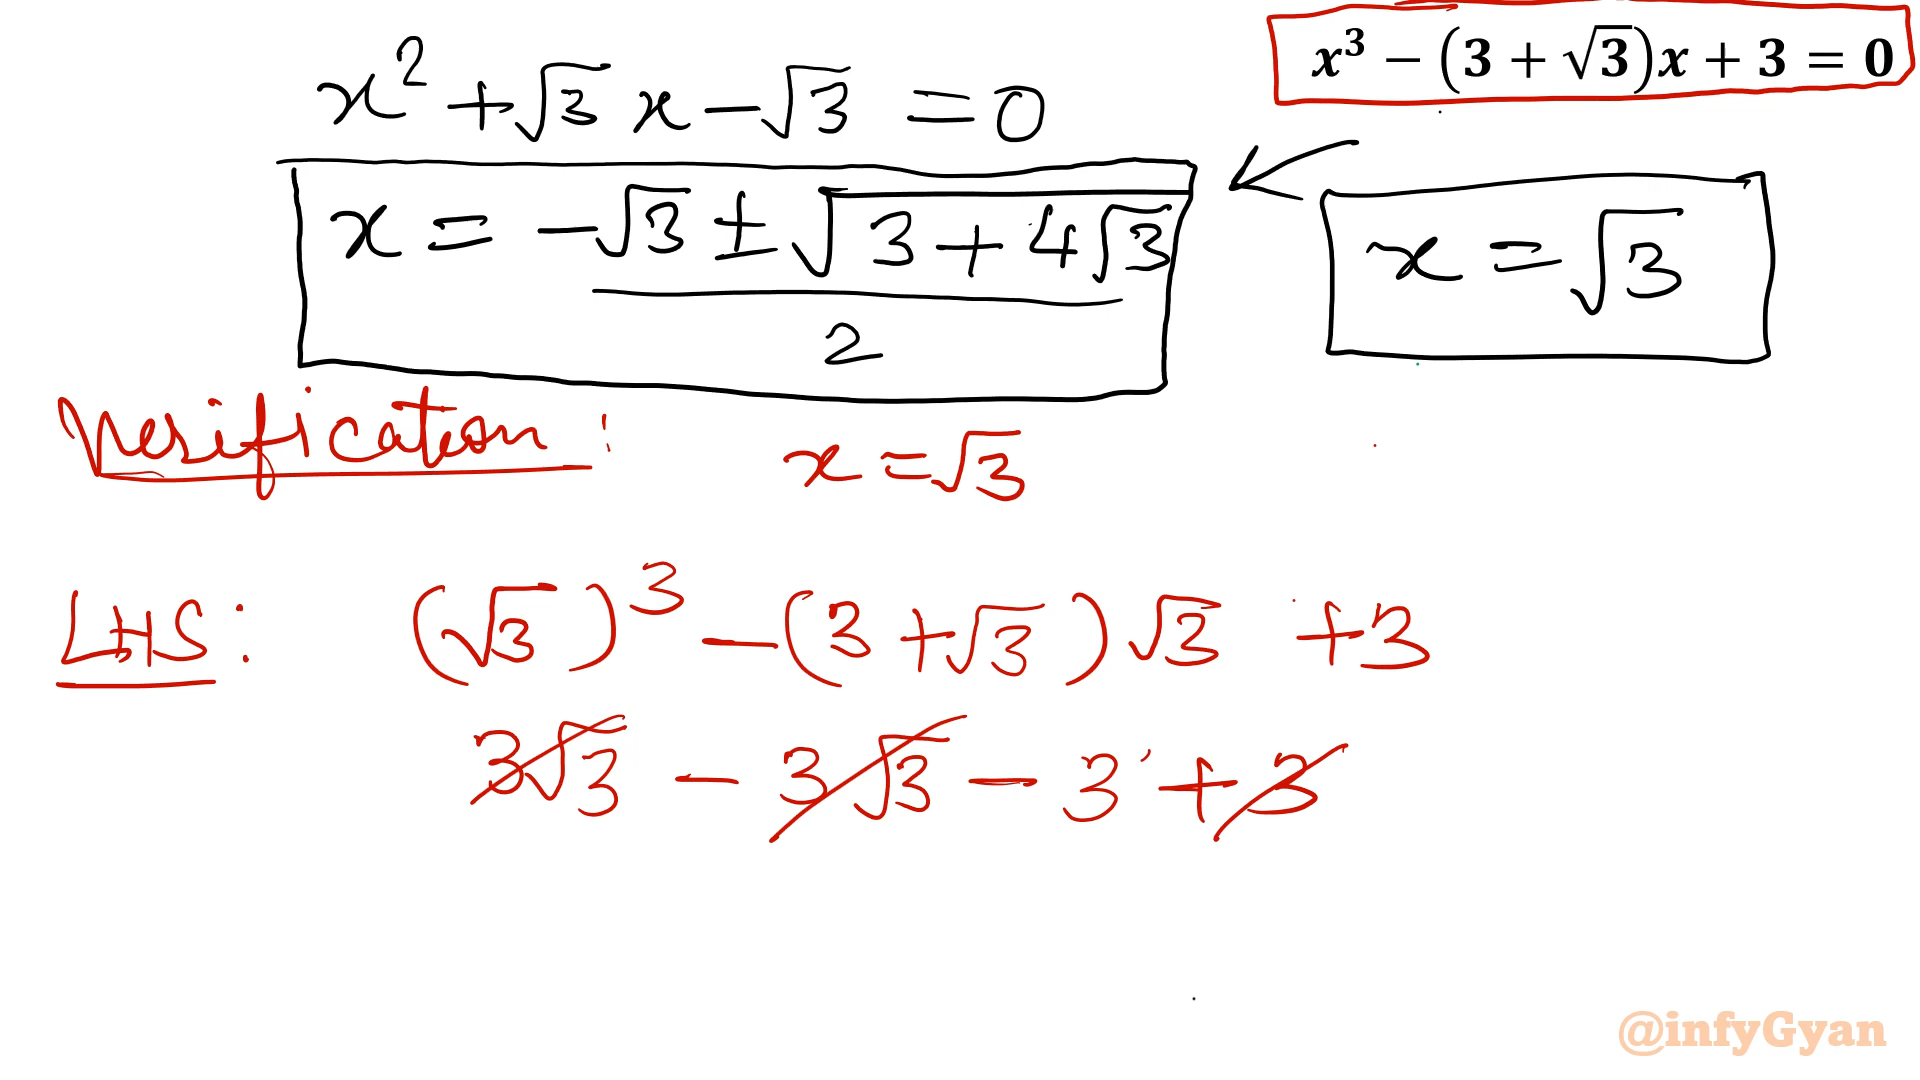 x³ − (3 + √3)x + 3 = 0
x² + √3 x − √3 = 0
x = (−√3 ± √(3 + 4√3)) / 2
x = √3
Verification :
x = √3
LHS : (√3)³ − (3 + √3) √3 + 3
3√3 − 3√3 − 3 + 3
@infyGyan